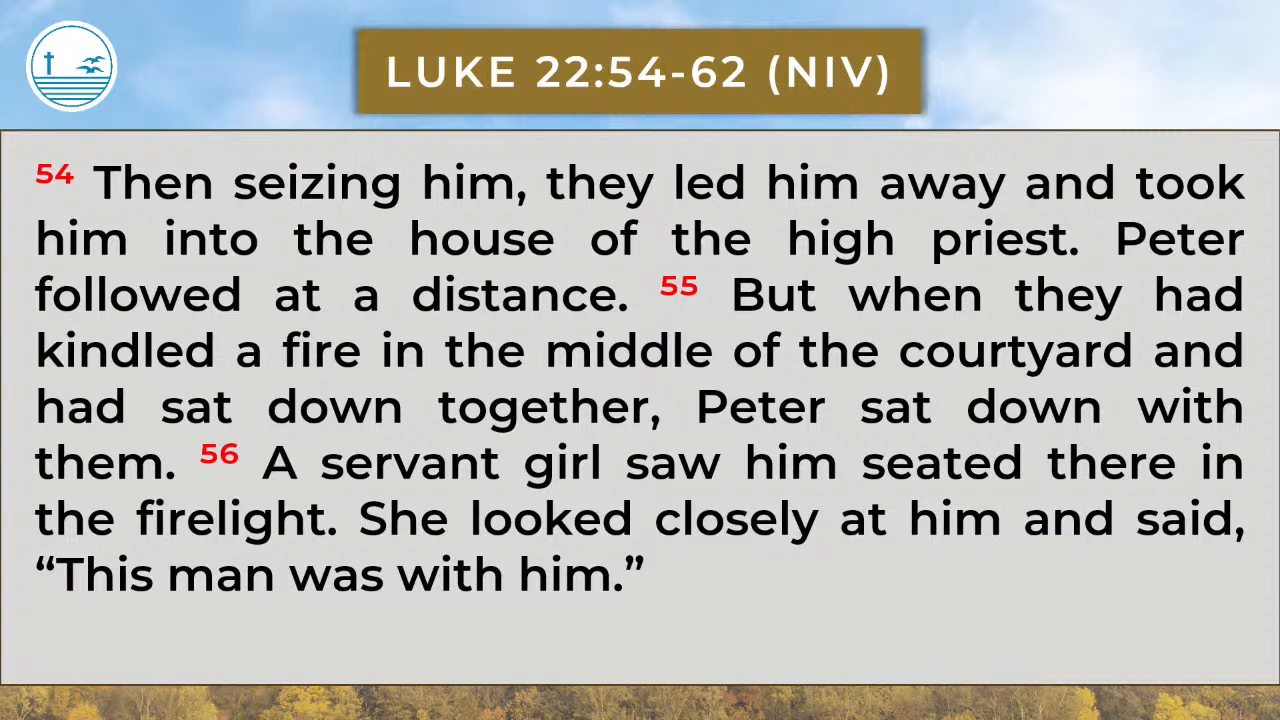 LUKE 22:54-62 (NIV)
54 Then seizing him, they led him away and took
him into the house of the high priest. Peter
followed at a distance. 55 But when they had
kindled a fire in the middle of the courtyard and
had sat down together, Peter sat down with
them. 56 A servant girl saw him seated there in
the firelight. She looked closely at him and said,
“This man was with him.”